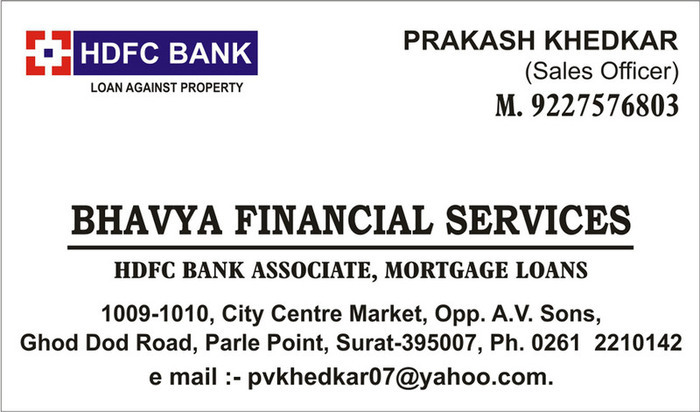 HDFC BANK
LOAN AGAINST PROPERTY
PRAKASH KHEDKAR
(Sales Officer)
M. 9227576803
BHAVYA FINANCIAL SERVICES
HDFC BANK ASSOCIATE, MORTGAGE LOANS
1009-1010, City Centre Market, Opp. A.V. Sons,
Ghod Dod Road, Parle Point, Surat-395007, Ph. 0261 2210142
e mail :- pvkhedkar07@yahoo.com.